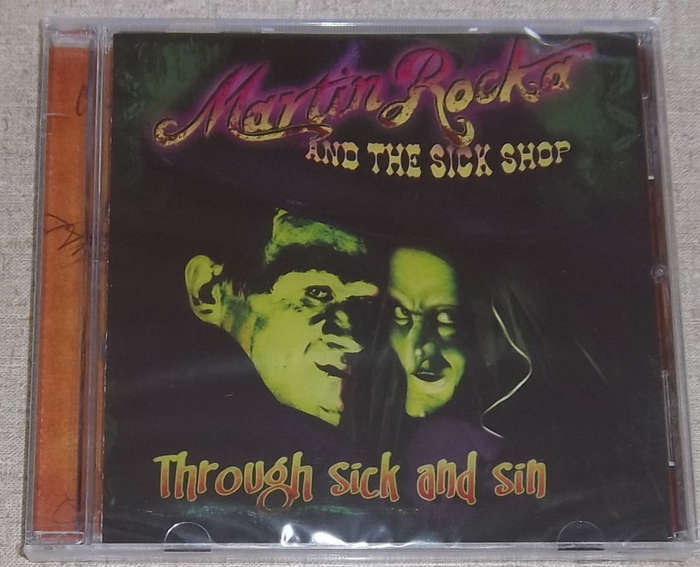 Martin Rocka
AND THE SICK SHOP
Through sick and sin